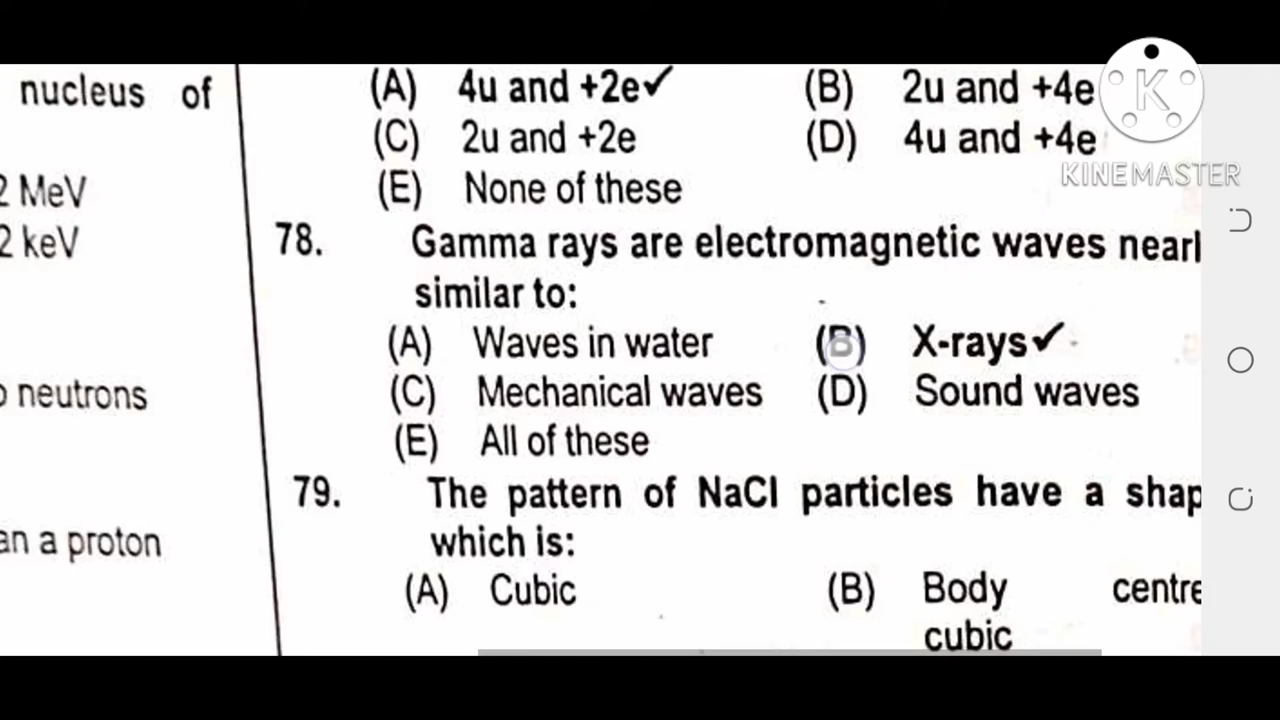 nucleus of
2 MeV
2 keV
neutrons
an a proton
(A) 4u and +2e✓ (B) 2u and +4e
(C) 2u and +2e (D) 4u and +4e
(E) None of these
78. Gamma rays are electromagnetic waves nearl
similar to:
(A) Waves in water (B) X-rays✓
(C) Mechanical waves (D) Sound waves
(E) All of these
79. The pattern of NaCl particles have a shap
which is:
(A) Cubic (B) Body centre
cubic
K
KINEMASTER